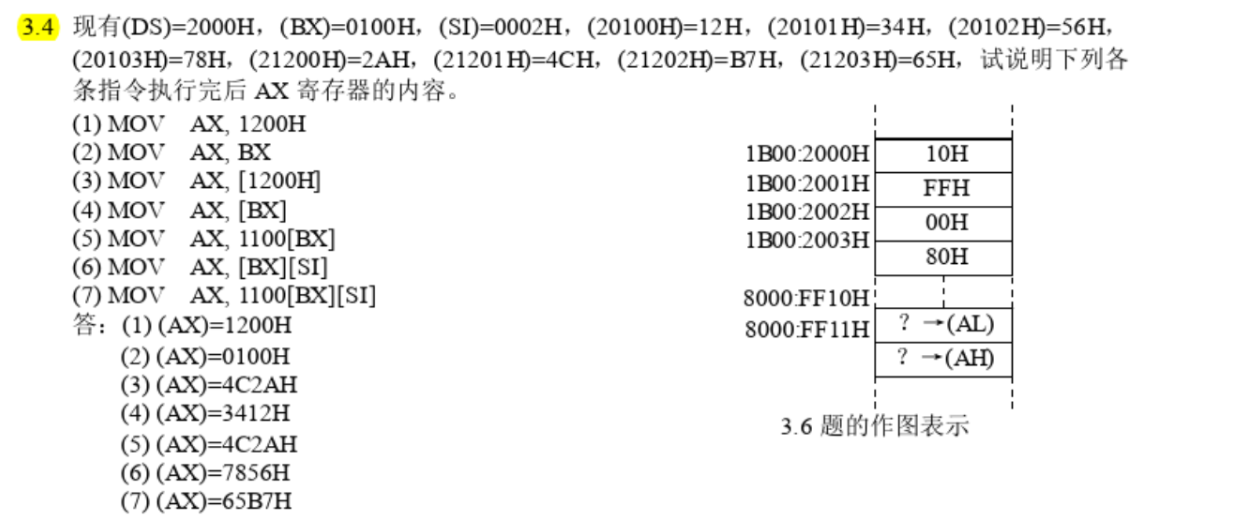 3.4 现有(DS)=2000H，(BX)=0100H，(SI)=0002H，(20100H)=12H，(20101H)=34H，(20102H)=56H，
(20103H)=78H，(21200H)=2AH，(21201H)=4CH，(21202H)=B7H，(21203H)=65H，试说明下列各
条指令执行完后 AX 寄存器的内容。
(1) MOV AX, 1200H
(2) MOV AX, BX
(3) MOV AX, [1200H]
(4) MOV AX, [BX]
(5) MOV AX, 1100[BX]
(6) MOV AX, [BX][SI]
(7) MOV AX, 1100[BX][SI]
答：(1) (AX)=1200H
(2) (AX)=0100H
(3) (AX)=4C2AH
(4) (AX)=3412H
(5) (AX)=4C2AH
(6) (AX)=7856H
(7) (AX)=65B7H
1B00:2000H 10H
1B00:2001H FFH
1B00:2002H 00H
1B00:2003H 80H
8000:FF10H ? →(AL)
8000:FF11H ? →(AH)
3.6 题的作图表示